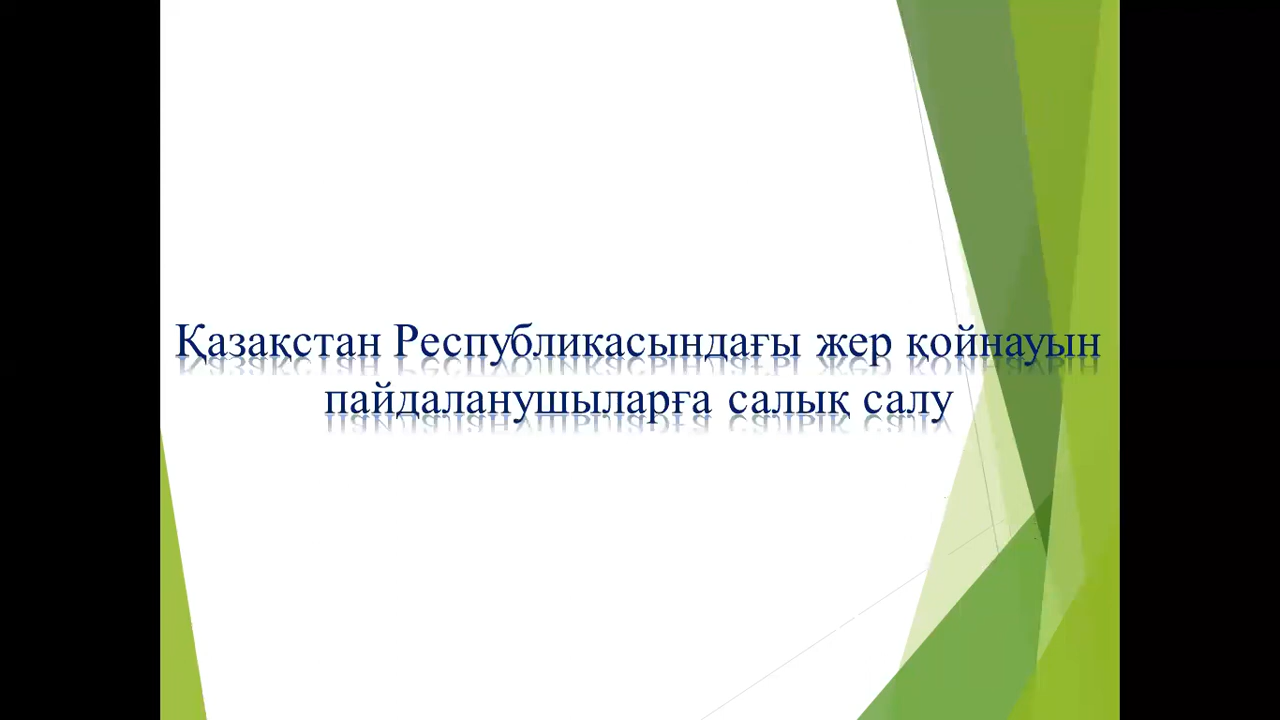 Қазақстан Республикасындағы жер қойнауын
пайдаланушыларға салық салу